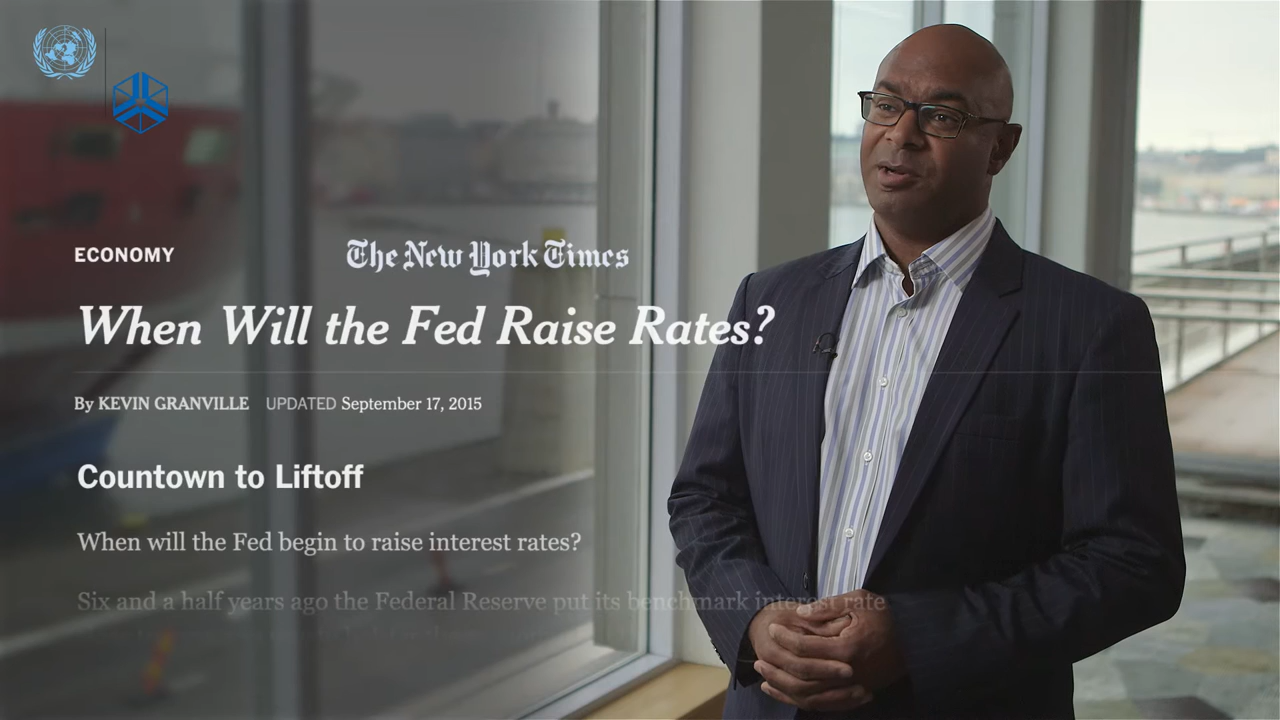 ECONOMY
The New York Times
When Will the Fed Raise Rates?
By KEVIN GRANVILLE UPDATED September 17, 2015
Countown to Liftoff
When will the Fed begin to raise interest rates?
Six and a half years ago the Federal Reserve put its benchmark interest rate